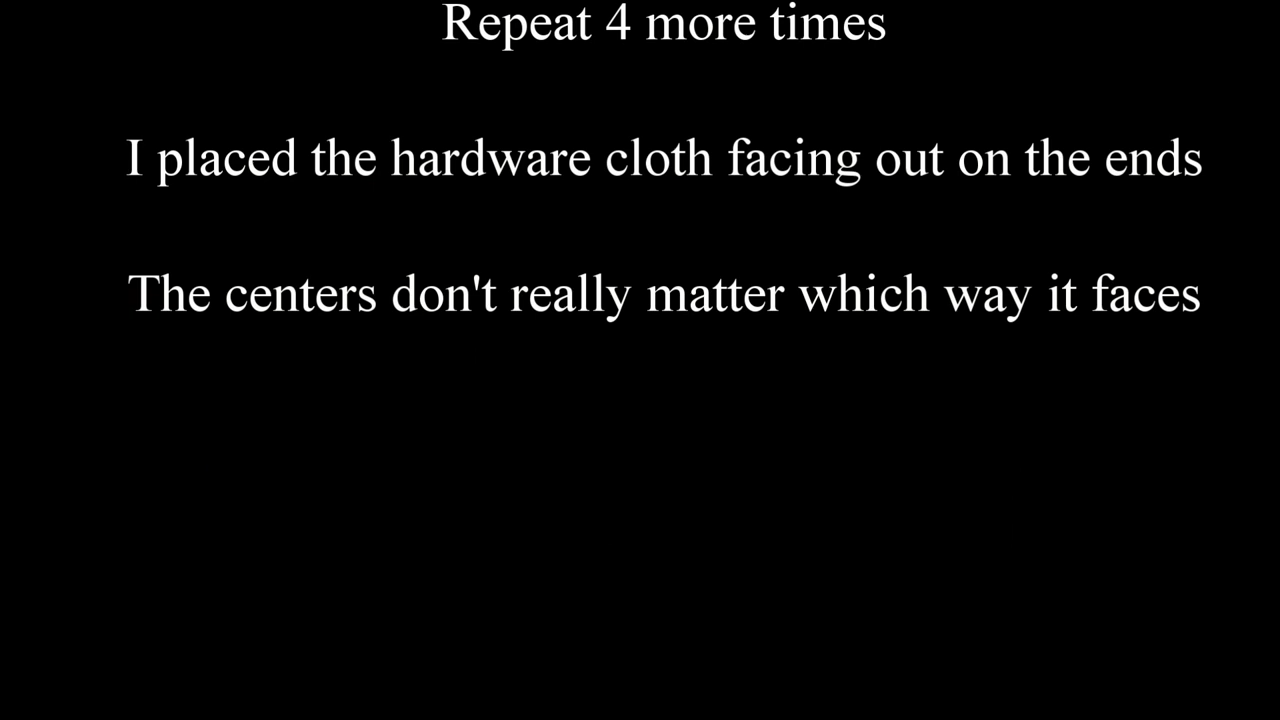 Repeat 4 more times
I placed the hardware cloth facing out on the ends
The centers don't really matter which way it faces